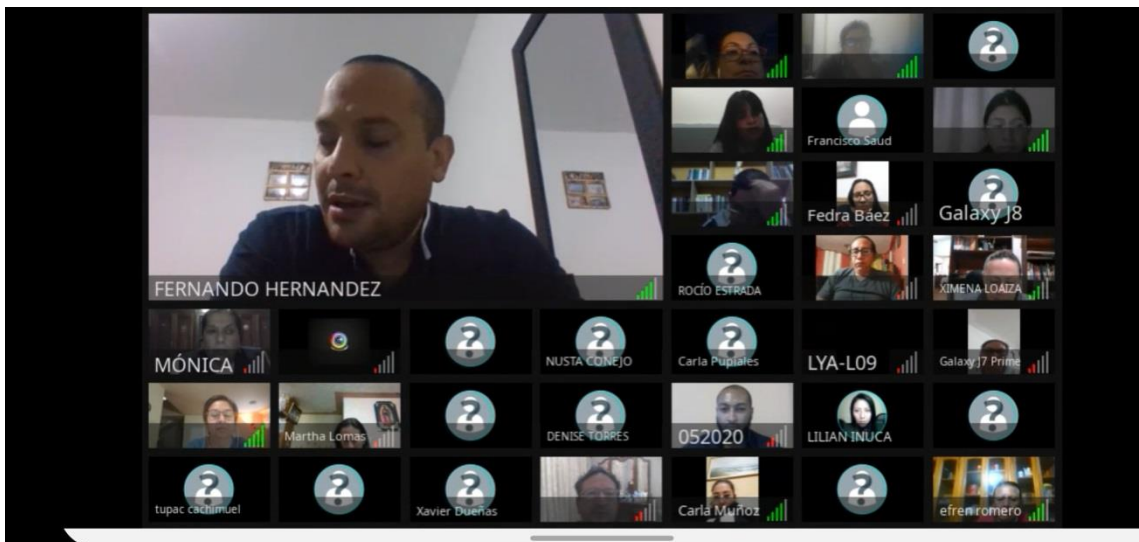 Francisco Saud
Fedra Báez
Galaxy J8
FERNANDO HERNANDEZ
ROCÍO ESTRADA
XIMENA LOAIZA
MÓNICA
NUSTA CONEJO
Carla Pupiales
LYA-L09
Galaxy J7 Prime
Martha Lomas
DENISE TORRES
052020
LILIAN INUCA
tupac cachimuel
Xavier Dueñas
Carla Muñoz
efren romero